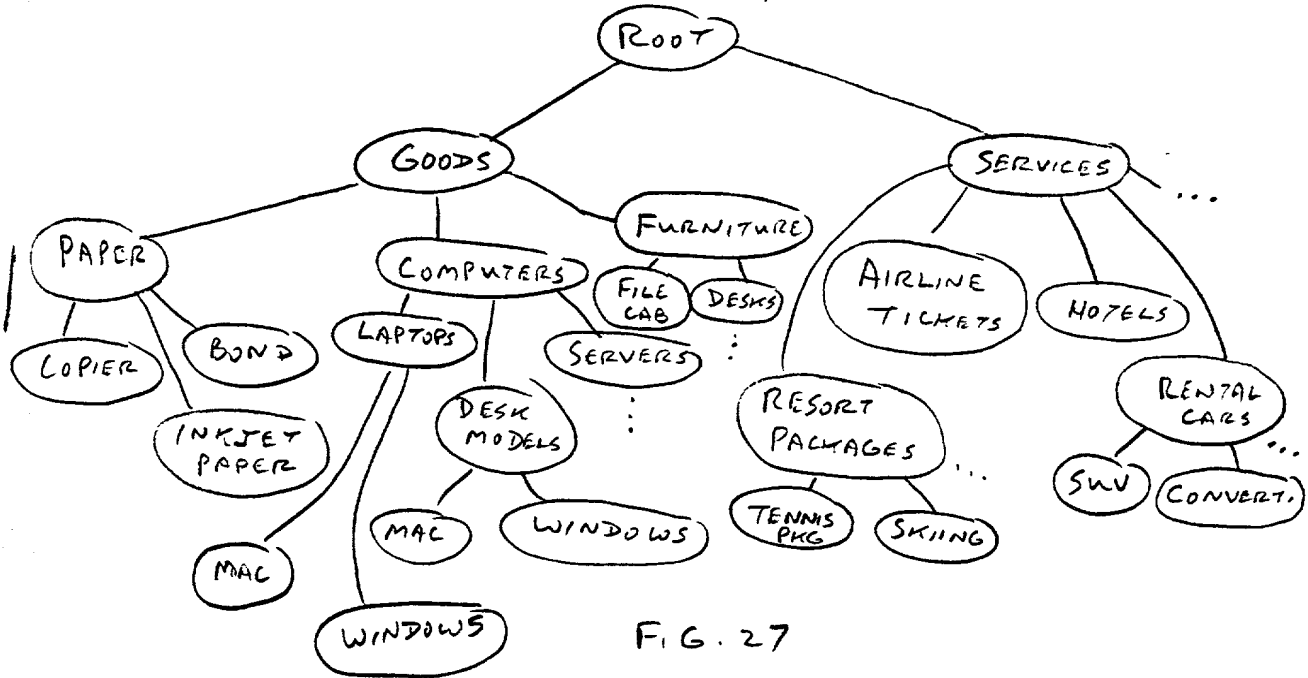 ROOT
GOODS
SERVICES
...
PAPER
COMPUTERS
FURNITURE
AIRLINE
TICKETS
HOTELS
FILE
CAB
DESKS
COPIER
BOND
LAPTOPS
SERVERS
INKJET
PAPER
DESK
MODELS
RESORT
PACKAGES
...
RENTAL
CARS
...
MAC
WINDOWS
TENNIS
PKG
SKIING
SUV
CONVERT.
MAC
WINDOWS
FIG. 27